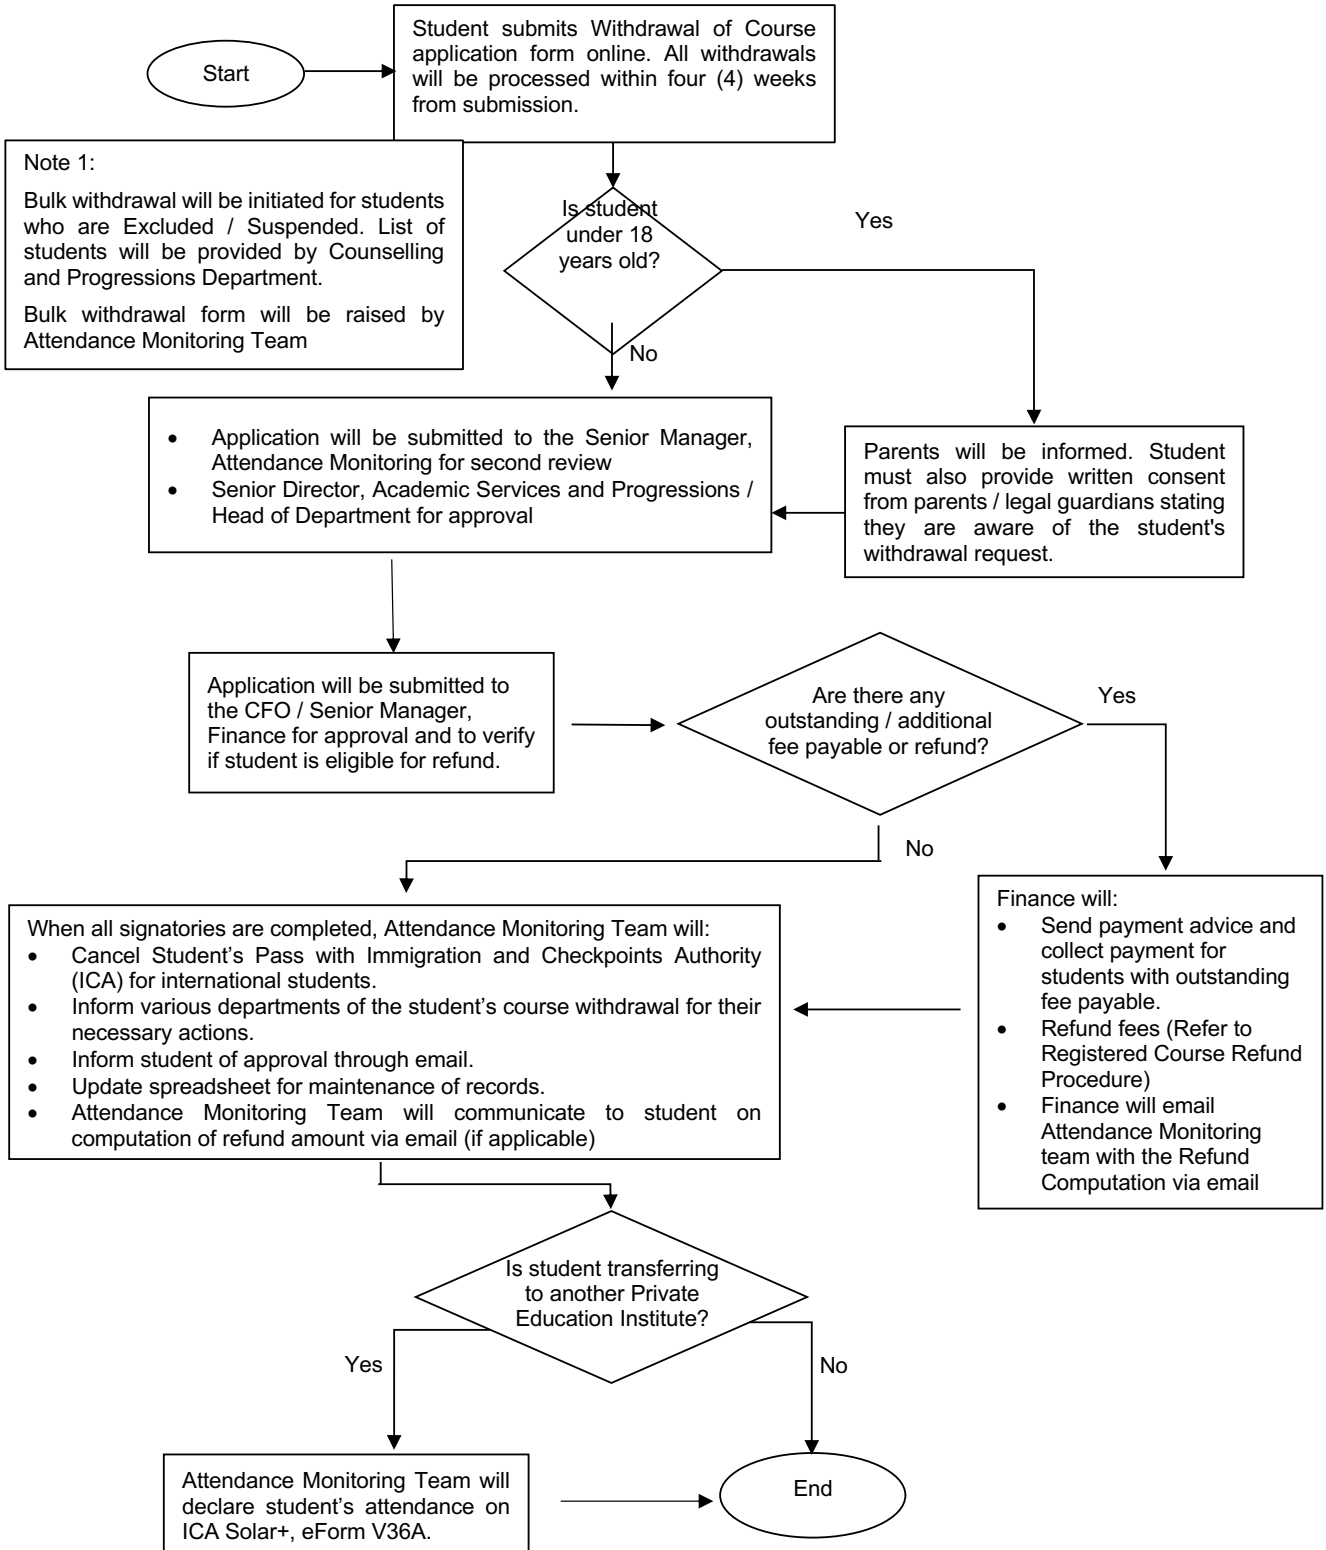 Start
Student submits Withdrawal of Course
application form online. All withdrawals
will be processed within four (4) weeks
from submission.
Note 1:
Bulk withdrawal will be initiated for students
who are Excluded / Suspended. List of
students will be provided by Counselling
and Progressions Department.
Bulk withdrawal form will be raised by
Attendance Monitoring Team
Is student
under 18
years old?
Yes
No
• Application will be submitted to the Senior Manager,
Attendance Monitoring for second review
• Senior Director, Academic Services and Progressions /
Head of Department for approval
Parents will be informed. Student
must also provide written consent
from parents / legal guardians stating
they are aware of the student's
withdrawal request.
Application will be submitted to
the CFO / Senior Manager,
Finance for approval and to verify
if student is eligible for refund.
Are there any
outstanding / additional
fee payable or refund?
Yes
No
When all signatories are completed, Attendance Monitoring Team will:
• Cancel Student’s Pass with Immigration and Checkpoints Authority
(ICA) for international students.
• Inform various departments of the student’s course withdrawal for their
necessary actions.
• Inform student of approval through email.
• Update spreadsheet for maintenance of records.
• Attendance Monitoring Team will communicate to student on
computation of refund amount via email (if applicable)
Finance will:
• Send payment advice and
collect payment for
students with outstanding
fee payable.
• Refund fees (Refer to
Registered Course Refund
Procedure)
• Finance will email
Attendance Monitoring
team with the Refund
Computation via email
Is student transferring
to another Private
Education Institute?
Yes
No
Attendance Monitoring Team will
declare student’s attendance on
ICA Solar+, eForm V36A.
End